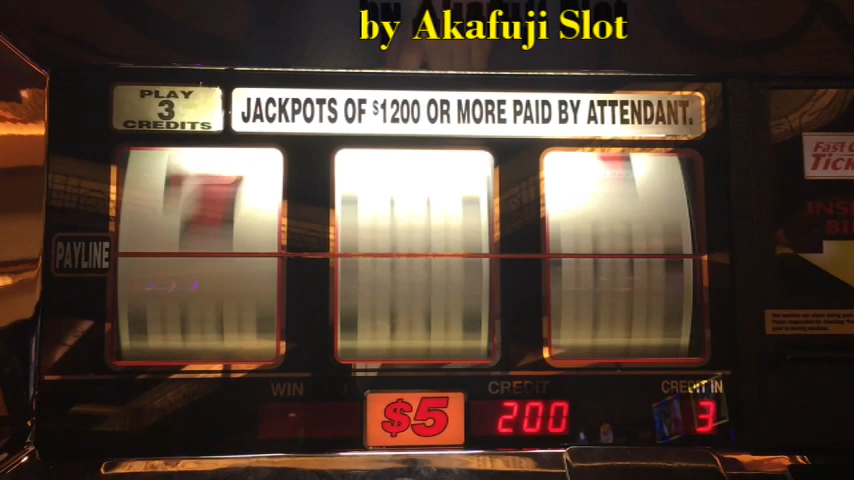 by Akafuji Slot
PLAY
3
CREDITS
JACKPOTS OF $1200 OR MORE PAID BY ATTENDANT.
PAYLINE
WIN
CREDIT
CREDIT IN
$5
200
3